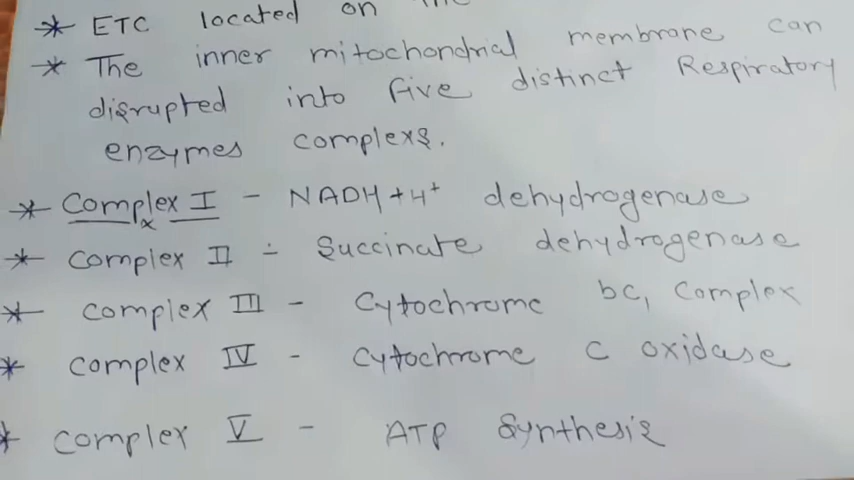 * ETC located on the
* The inner mitochondrial membrane can
disrupted into five distinct Respiratory
enzymes complexs.
* Complex I - NADH+H⁺ dehydrogenase
x
* Complex II - Succinate dehydrogenase
* Complex III - Cytochrome bc₁ Complex
* Complex IV - Cytochrome c oxidase
* Complex V - ATP Synthesis